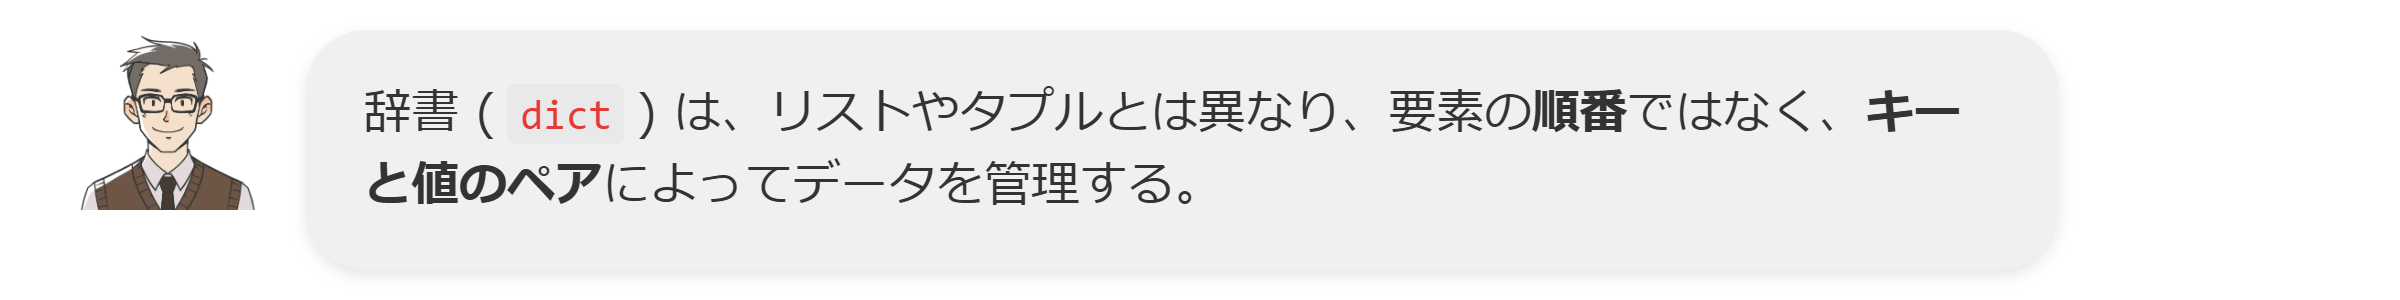 辞書 ( dict ) は、リストやタプルとは異なり、要素の順番ではなく、キー
と値のペアによってデータを管理する。